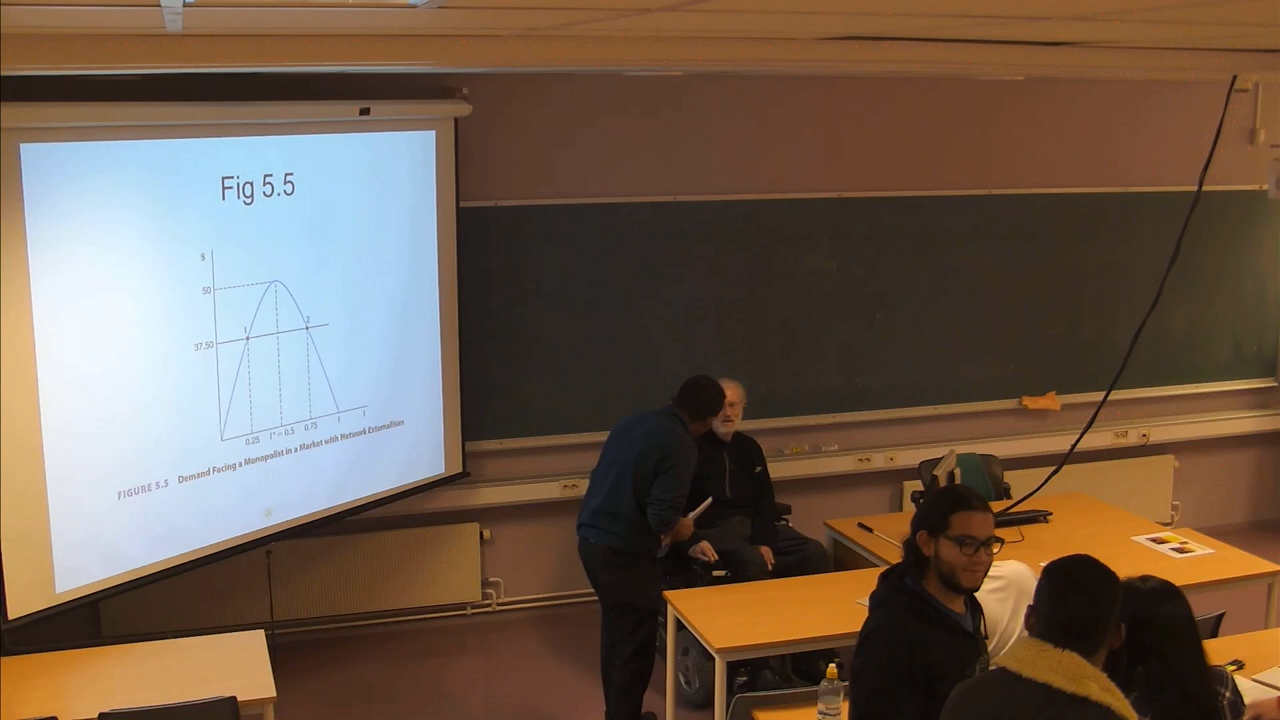 Fig 5.5
$
50
1
2
37.50
0.25
f* = 0.5
0.75
1
f
FIGURE 5.5 Demand Facing a Monopolist in a Market with Network Externalities